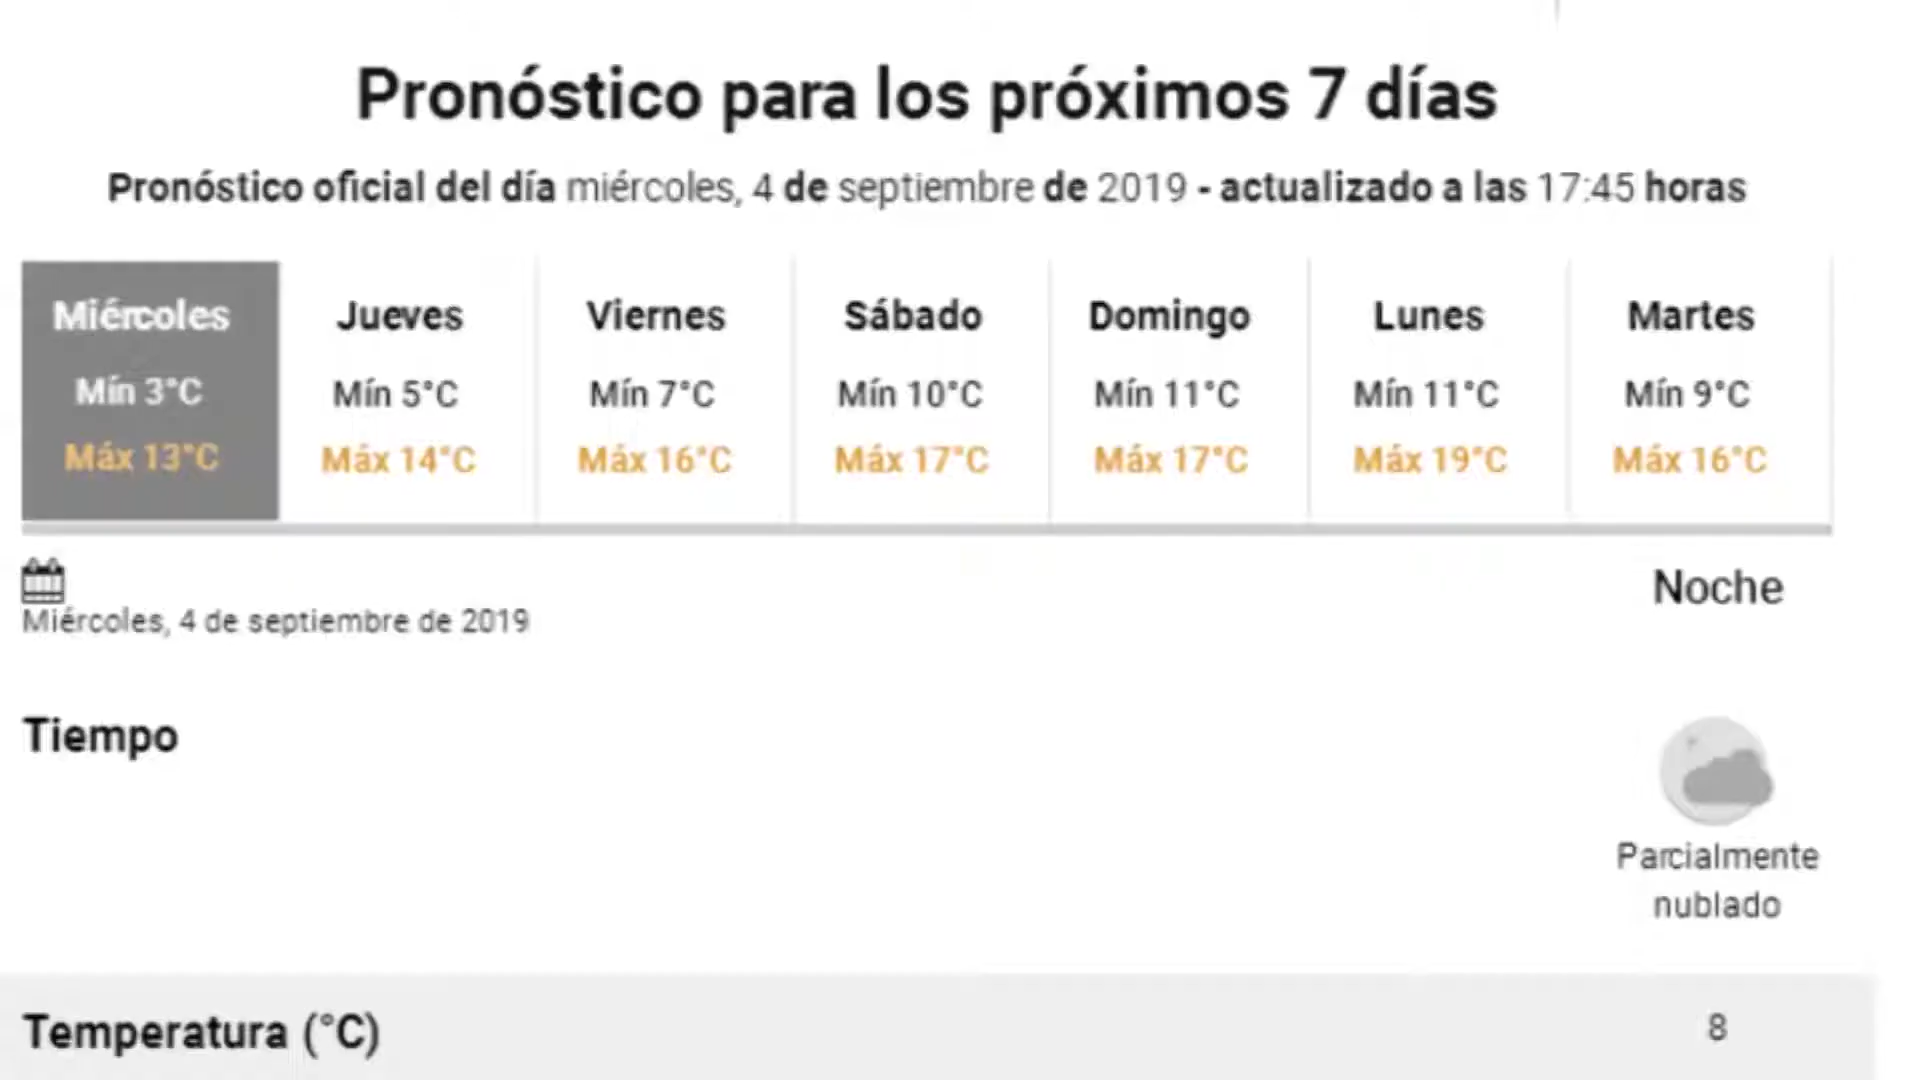 Pronóstico para los próximos 7 días
Pronóstico oficial del día miércoles, 4 de septiembre de 2019 - actualizado a las 17:45 horas
Miércoles Jueves Viernes Sábado Domingo Lunes Martes
Mín 3°C Mín 5°C Mín 7°C Mín 10°C Mín 11°C Mín 11°C Mín 9°C
Máx 13°C Máx 14°C Máx 16°C Máx 17°C Máx 17°C Máx 19°C Máx 16°C
Noche
Miércoles, 4 de septiembre de 2019
Tiempo
Parcialmente
nublado
Temperatura (°C) 8